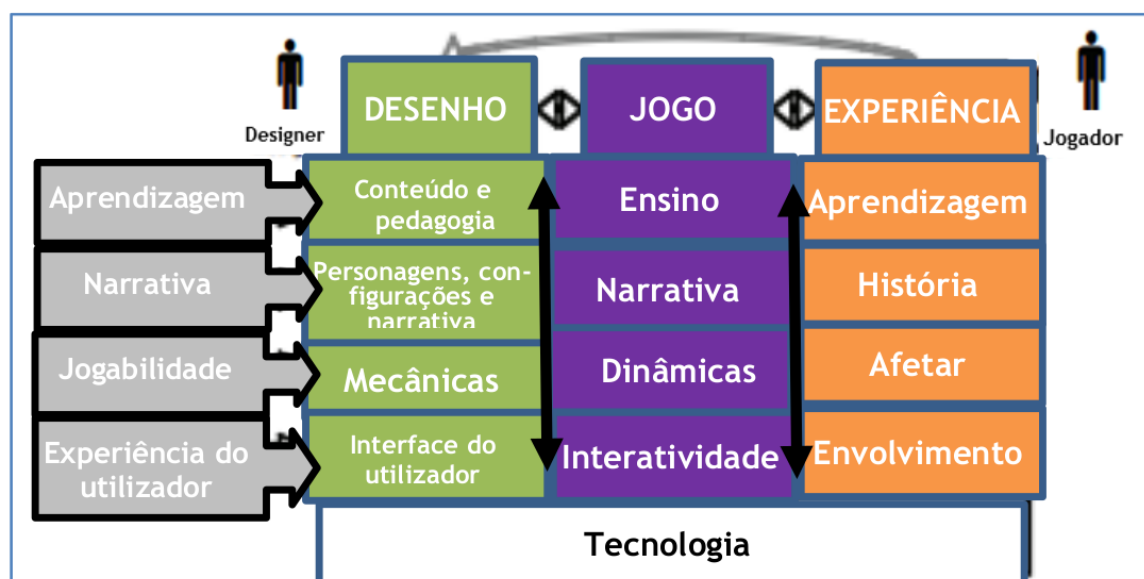 DESENHO
JOGO
EXPERIÊNCIA
Designer
Jogador
Aprendizagem
Conteúdo e
pedagogia
Ensino
Aprendizagem
Narrativa
Personagens, con-
figurações e
narrativa
Narrativa
História
Jogabilidade
Mecânicas
Dinâmicas
Afetar
Experiência do
utilizador
Interface do
utilizador
Interatividade
Envolvimento
Tecnologia